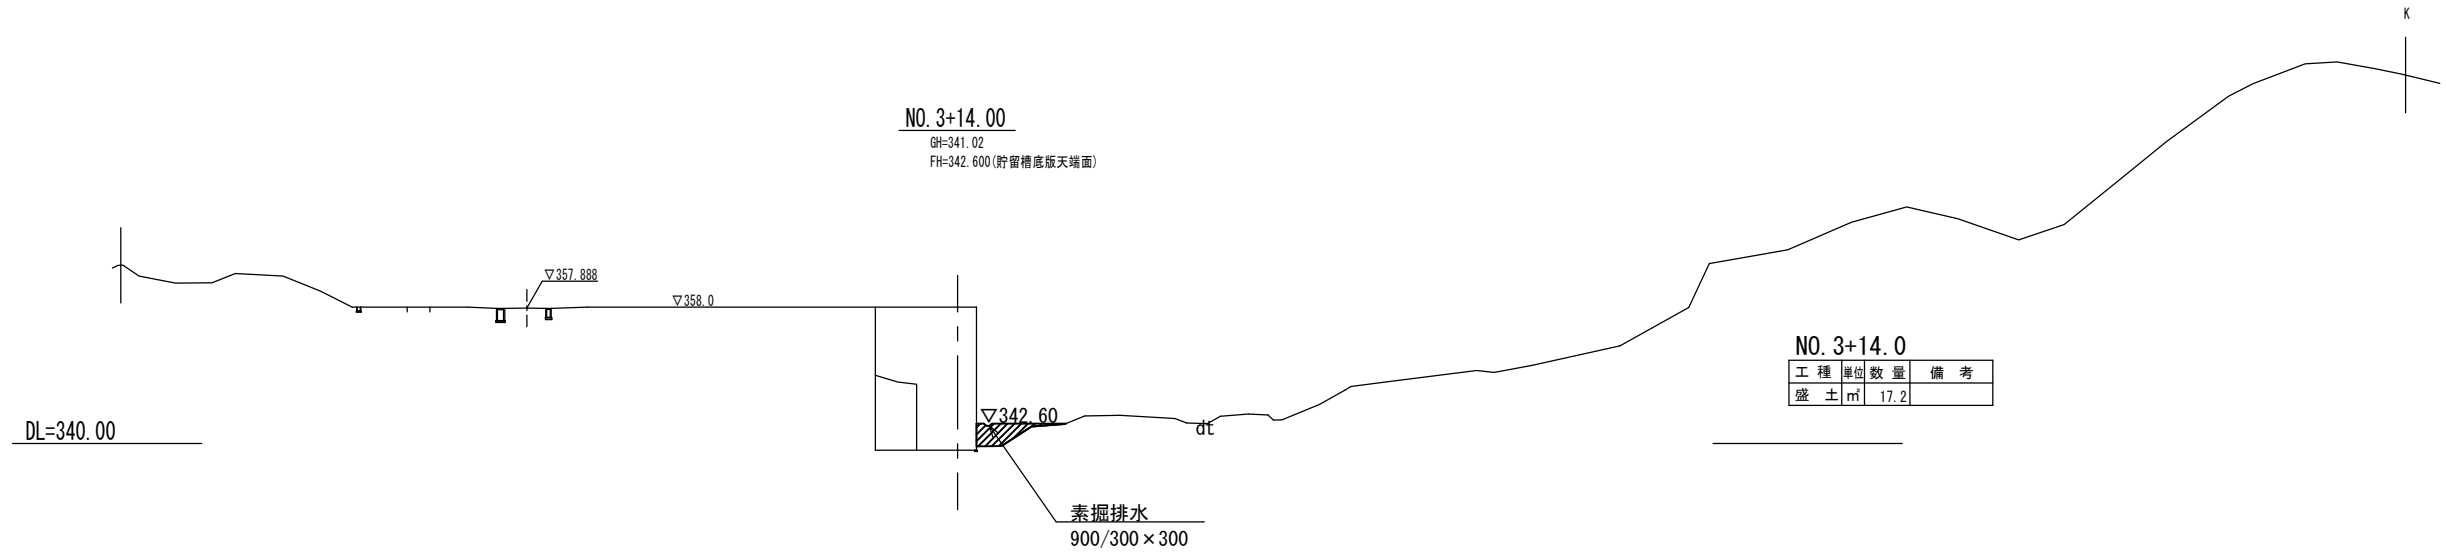 K
NO.3+14.00
GH=341.02
FH=342.600(貯留槽底版天端面)
▽357.888
▽358.0
NO.3+14.0
工 種 単位 数 量 備 考
盛 土 ㎡ 17.2
▽342.60
dt
DL=340.00
素掘排水
900/300×300